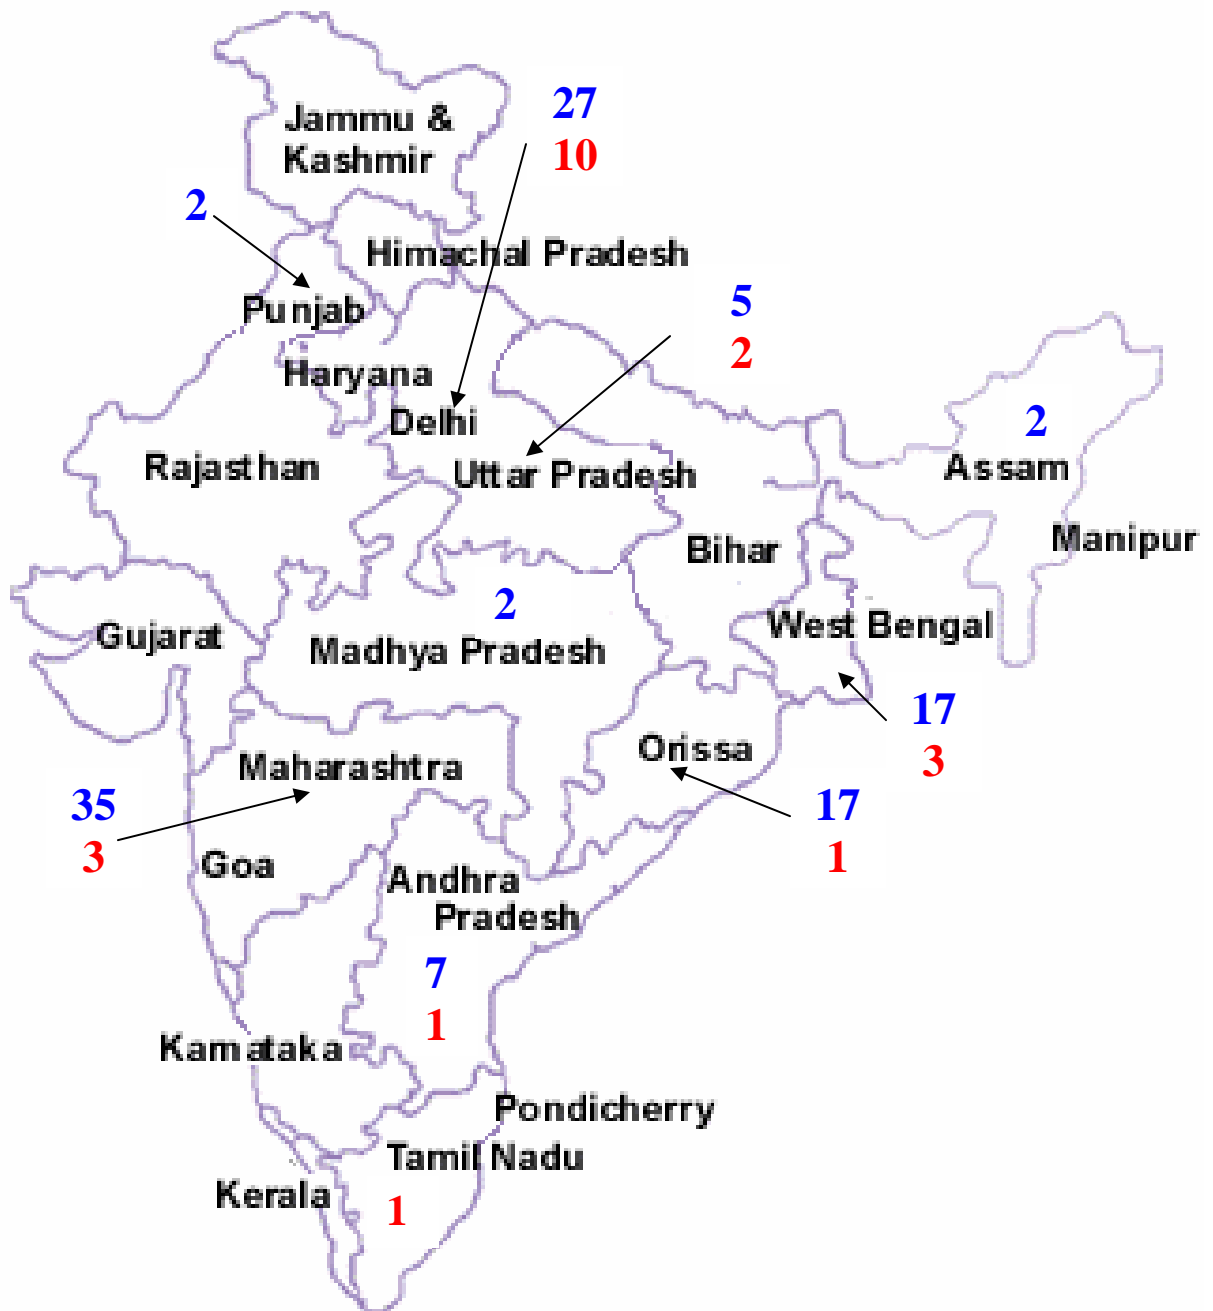 27
Jammu &
Kashmir
10
2
Himachal Pradesh
Punjab
5
2
Haryana
Delhi
2
Rajasthan
Uttar Pradesh
Assam
Bihar
Manipur
2
Gujarat
West Bengal
Madhya Pradesh
17
3
Orissa
Maharashtra
35
3
17
1
Goa
Andhra
Pradesh
7
1
Karnataka
Pondicherry
Tamil Nadu
Kerala
1